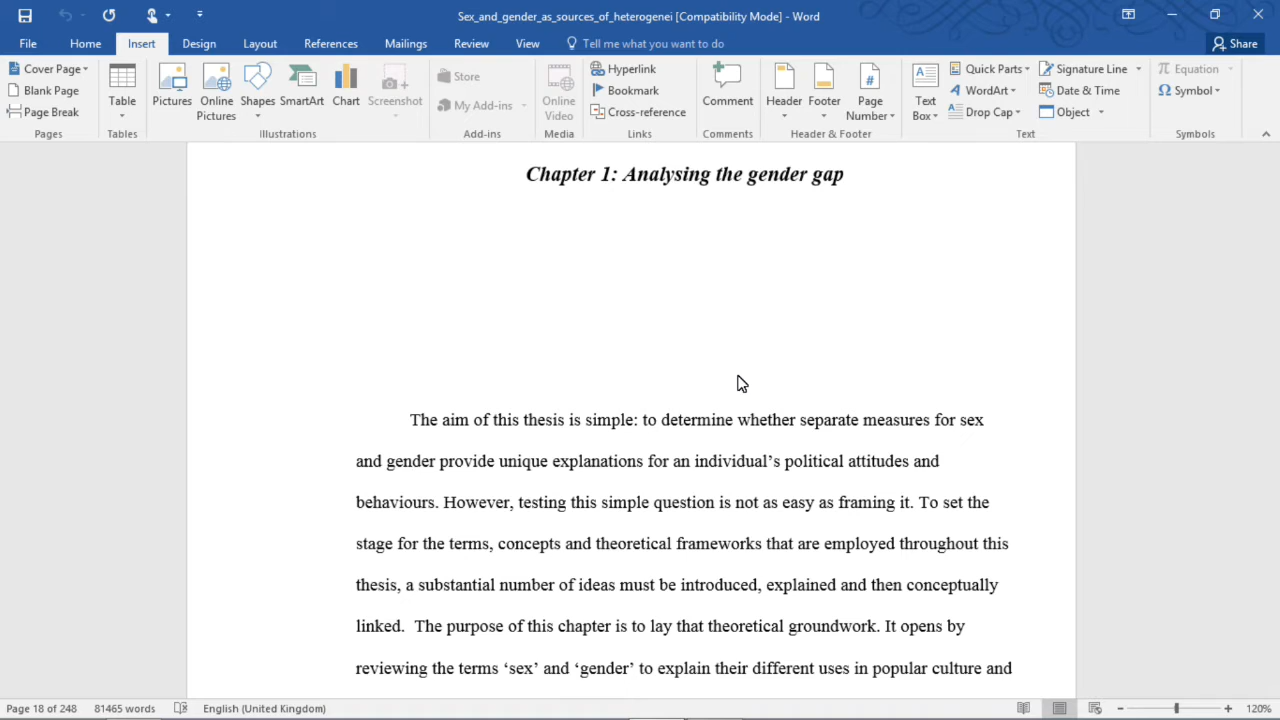 Sex_and_gender_as_sources_of_heterogenei [Compatibility Mode] - Word
File Home Insert Design Layout References Mailings Review View Tell me what you want to do Share
Cover Page
Blank Page
Page Break
Pages
Table
Tables
Pictures
Online Pictures
Shapes
SmartArt
Chart
Screenshot
Illustrations
Store
My Add-ins
Add-ins
Online Video
Media
Hyperlink
Bookmark
Cross-reference
Links
Comment
Comments
Header
Footer
Page Number
Header & Footer
Text Box
Quick Parts
WordArt
Drop Cap
Signature Line
Date & Time
Object
Text
Equation
Symbol
Symbols
Chapter 1: Analysing the gender gap
The aim of this thesis is simple: to determine whether separate measures for sex
and gender provide unique explanations for an individual’s political attitudes and
behaviours. However, testing this simple question is not as easy as framing it. To set the
stage for the terms, concepts and theoretical frameworks that are employed throughout this
thesis, a substantial number of ideas must be introduced, explained and then conceptually
linked.  The purpose of this chapter is to lay that theoretical groundwork. It opens by
reviewing the terms ‘sex’ and ‘gender’ to explain their different uses in popular culture and
Page 18 of 248 81465 words English (United Kingdom) 120%